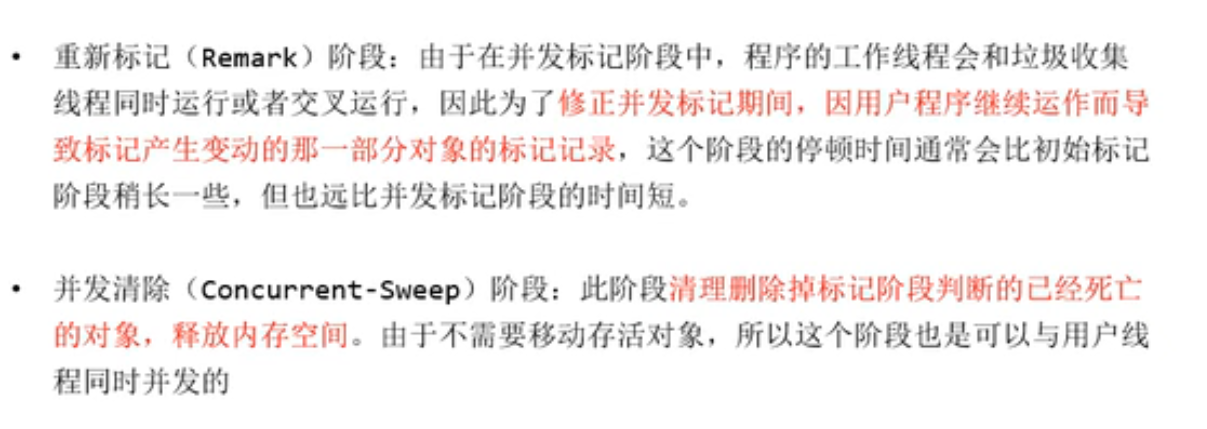 • 重新标记（Remark）阶段：由于在并发标记阶段中，程序的工作线程会和垃圾收集
线程同时运行或者交叉运行，因此为了修正并发标记期间，因用户程序继续运作而导
致标记产生变动的那一部分对象的标记记录，这个阶段的停顿时间通常会比初始标记
阶段稍长一些，但也远比并发标记阶段的时间短。
• 并发清除（Concurrent-Sweep）阶段：此阶段清理删除掉标记阶段判断的已经死亡
的对象，释放内存空间。由于不需要移动存活对象，所以这个阶段也是可以与用户线
程同时并发的